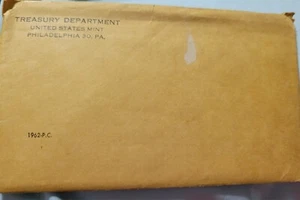 TREASURY DEPARTMENT
UNITED STATES MINT
PHILADELPHIA 30, PA.
1962-P.C.